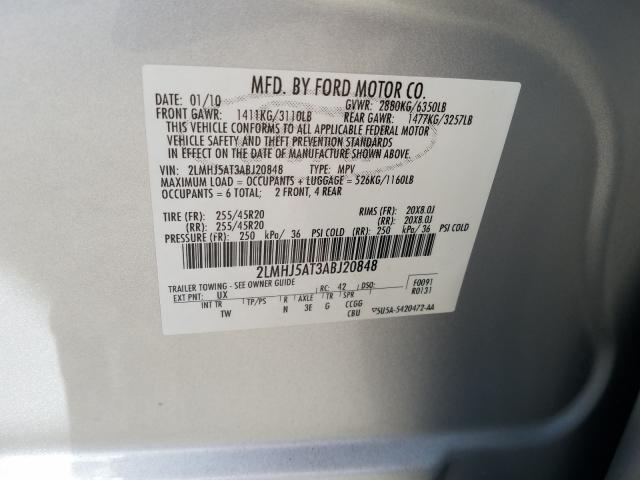 MFD. BY FORD MOTOR CO.
DATE: 01/10 GVWR: 2880KG/6350LB
FRONT GAWR: 1411KG/3110LB REAR GAWR: 1477KG/3257LB
THIS VEHICLE CONFORMS TO ALL APPLICABLE FEDERAL MOTOR
VEHICLE SAFETY AND THEFT PREVENTION STANDARDS
IN EFFECT ON THE DATE OF MANUFACTURE SHOWN ABOVE.
VIN: 2LMHJ5AT3ABJ20848 TYPE: MPV
MAXIMUM LOAD = OCCUPANTS + LUGGAGE = 526KG/1160LB
OCCUPANTS = 6 TOTAL; 2 FRONT, 4 REAR
TIRE (FR): 255/45R20 RIMS (FR): 20X8.0J
(RR): 255/45R20 (RR): 20X8.0J
PRESSURE (FR): 250 kPa/ 36 PSI COLD (RR): 250 kPa/ 36 PSI COLD
2LMHJ5AT3ABJ20848
TRAILER TOWING - SEE OWNER GUIDE RC: 42 DSO: F0091
EXT PNT: UX R0131
INT TR TP/PS R AXLE TR SPR
TW N 3E G CCGG
CBU 5U5A-5420472-AA